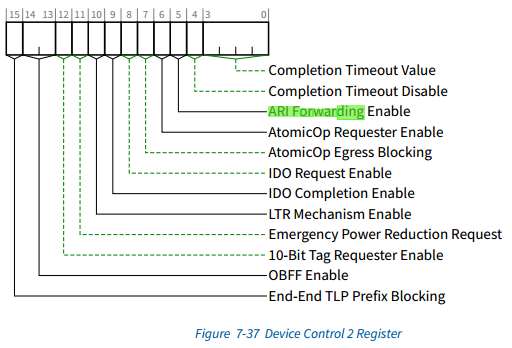 15 14 13 12 11 10 9 8 7 6 5 4 3 0
Completion Timeout Value
Completion Timeout Disable
ARI Forwarding Enable
AtomicOp Requester Enable
AtomicOp Egress Blocking
IDO Request Enable
IDO Completion Enable
LTR Mechanism Enable
Emergency Power Reduction Request
10-Bit Tag Requester Enable
OBFF Enable
End-End TLP Prefix Blocking
Figure 7-37 Device Control 2 Register